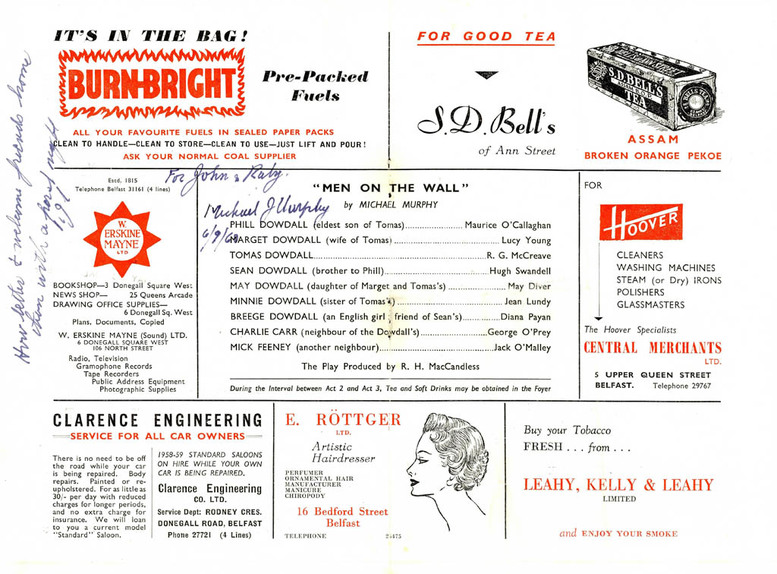 IT'S IN THE BAG!
BURN-BRIGHT
Pre-Packed
Fuels
ALL YOUR FAVOURITE FUELS IN SEALED PAPER PACKS
CLEAN TO HANDLE—CLEAN TO STORE—CLEAN TO USE—JUST LIFT AND POUR!
ASK YOUR NORMAL COAL SUPPLIER
FOR GOOD TEA
S.D. Bell's
of Ann Street
S.D. BELL'S
TEA
ASSAM
BROKEN ORANGE PEKOE
How better to welcome friends home
than with a
Estd. 1815
Telephone Belfast 31161 (4 lines)
W.
ERSKINE
MAYNE
LTD
BOOKSHOP—3 Donegall Square West
NEWS SHOP— 25 Queens Arcade
DRAWING OFFICE SUPPLIES—
6 Donegall Sq. West
Plans, Documents, Copied
W. ERSKINE MAYNE (Sound) LTD.
6 DONEGALL SQUARE WEST
106 NORTH STREET
Radio, Television
Gramophone Records
Tape Recorders
Public Address Equipment
Photographic Supplies
For John & Ruby.
"MEN ON THE WALL"
by MICHAEL MURPHY
Michael J Murphy
PHILL DOWDALL (eldest son of Tomas)........Maurice O'Callaghan
MARGET DOWDALL (wife of Tomas)........Lucy Young
TOMAS DOWDALL........R. G. McCreave
SEAN DOWDALL (brother to Phill)........Hugh Swandell
MAY DOWDALL (daughter of Marget and Tomas's)........May Diver
MINNIE DOWDALL (sister of Tomas's)........Jean Lundy
BREEGE DOWDALL (an English girl, friend of Sean's)........Diana Payan
CHARLIE CARR (neighbour of the Dowdall's)........George O'Prey
MICK FEENEY (another neighbour)........Jack O'Malley
The Play Produced by R. H. MacCandless
During the Interval between Act 2 and Act 3, Tea and Soft Drinks may be obtained in the Foyer
FOR
HOOVER
CLEANERS
WASHING MACHINES
STEAM (or Dry) IRONS
POLISHERS
GLASSMASTERS
The Hoover Specialists
CENTRAL MERCHANTS
LTD.
5 UPPER QUEEN STREET
BELFAST. Telephone 29767
CLARENCE ENGINEERING
SERVICE FOR ALL CAR OWNERS
There is no need to be off
the road while your car
is being repaired. Body
repairs. Painted or re-
upholstered. For as little as
30/- per day with reduced
charges for longer periods,
and no extra charge for
insurance. We will loan
to you a current model
"Standard" Saloon.
1958-59 STANDARD SALOONS
ON HIRE WHILE YOUR OWN
CAR IS BEING REPAIRED.
Clarence Engineering
CO. LTD.
Service Dept: RODNEY CRES.
DONEGALL ROAD, BELFAST
Phone 27721 (4 Lines)
E. RÖTTGER
LTD.
Artistic
Hairdresser
PERFUMER
ORNAMENTAL HAIR
MANUFACTURER
MANICURE
CHIROPODY
16 Bedford Street
Belfast
TELEPHONE
Buy your Tobacco
FRESH . . . from . . .
LEAHY, KELLY & LEAHY
LIMITED
and ENJOY YOUR SMOKE